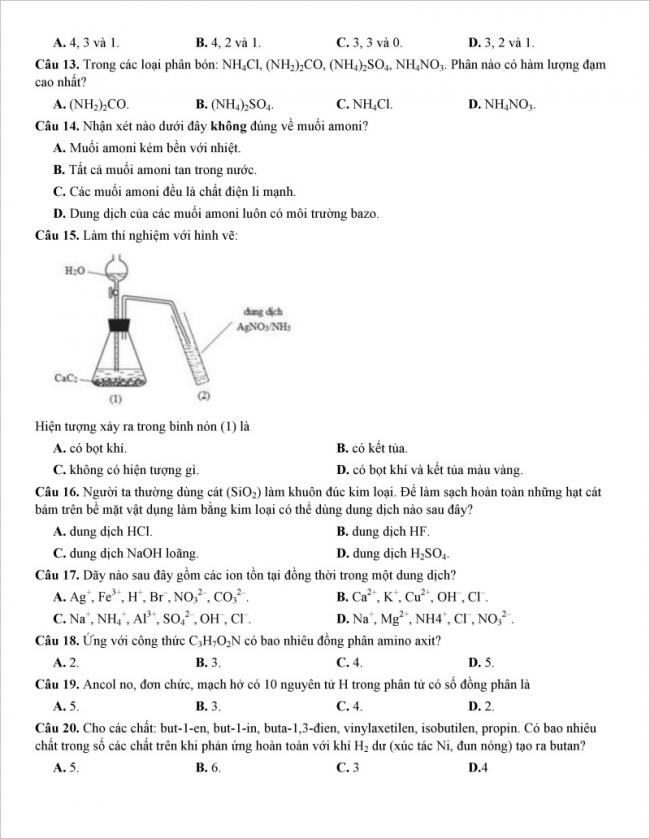 A. 4, 3 và 1. B. 4, 2 và 1. C. 3, 3 và 0. D. 3, 2 và 1.
Câu 13. Trong các loại phân bón: NH₄Cl, (NH₂)₂CO, (NH₄)₂SO₄, NH₄NO₃. Phân nào có hàm lượng đạm
cao nhất?
A. (NH₂)₂CO. B. (NH₄)₂SO₄. C. NH₄Cl. D. NH₄NO₃.
Câu 14. Nhận xét nào dưới đây không đúng về muối amoni?
A. Muối amoni kém bền với nhiệt.
B. Tất cả muối amoni tan trong nước.
C. Các muối amoni đều là chất điện li mạnh.
D. Dung dịch của các muối amoni luôn có môi trường bazo.
Câu 15. Làm thí nghiệm với hình vẽ:
H₂O
dung dịch
AgNO₃/NH₃
CaC₂
(1)
(2)
Hiện tượng xảy ra trong bình nón (1) là
A. có bọt khí. B. có kết tủa.
C. không có hiện tượng gì. D. có bọt khí và kết tủa màu vàng.
Câu 16. Người ta thường dùng cát (SiO₂) làm khuôn đúc kim loại. Để làm sạch hoàn toàn những hạt cát
bám trên bề mặt vật dụng làm bằng kim loại có thể dùng dung dịch nào sau đây?
A. dung dịch HCl. B. dung dịch HF.
C. dung dịch NaOH loãng. D. dung dịch H₂SO₄.
Câu 17. Dãy nào sau đây gồm các ion tồn tại đồng thời trong một dung dịch?
A. Ag⁺, Fe³⁺, H⁺, Br⁻, NO₃²⁻, CO₃²⁻. B. Ca²⁺, K⁺, Cu²⁺, OH⁻, Cl⁻.
C. Na⁺, NH₄⁺, Al³⁺, SO₄²⁻, OH⁻, Cl⁻. D. Na⁺, Mg²⁺, NH4⁺, Cl⁻, NO₃²⁻.
Câu 18. Ứng với công thức C₃H₇O₂N có bao nhiêu đồng phân amino axit?
A. 2. B. 3. C. 4. D. 5.
Câu 19. Ancol no, đơn chức, mạch hở có 10 nguyên tử H trong phân tử có số đồng phân là
A. 5. B. 3. C. 4. D. 2.
Câu 20. Cho các chất: but-1-en, but-1-in, buta-1,3-đien, vinylaxetilen, isobutilen, propin. Có bao nhiêu
chất trong số các chất trên khi phản ứng hoàn toàn với khí H₂ dư (xúc tác Ni, đun nóng) tạo ra butan?
A. 5. B. 6. C. 3 D.4